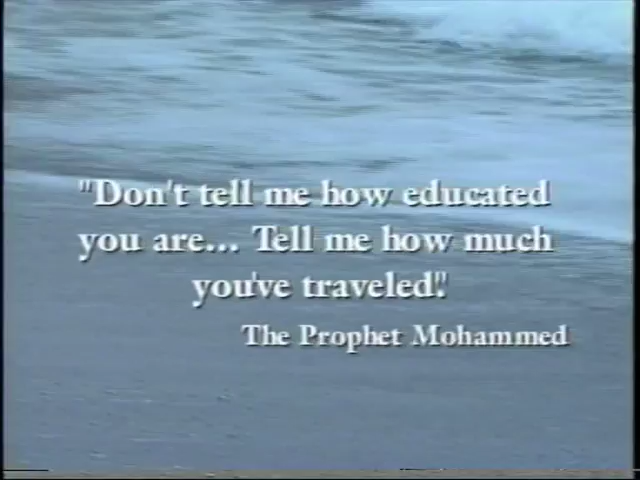 "Don't tell me how educated
you are... Tell me how much
you've traveled."
The Prophet Mohammed